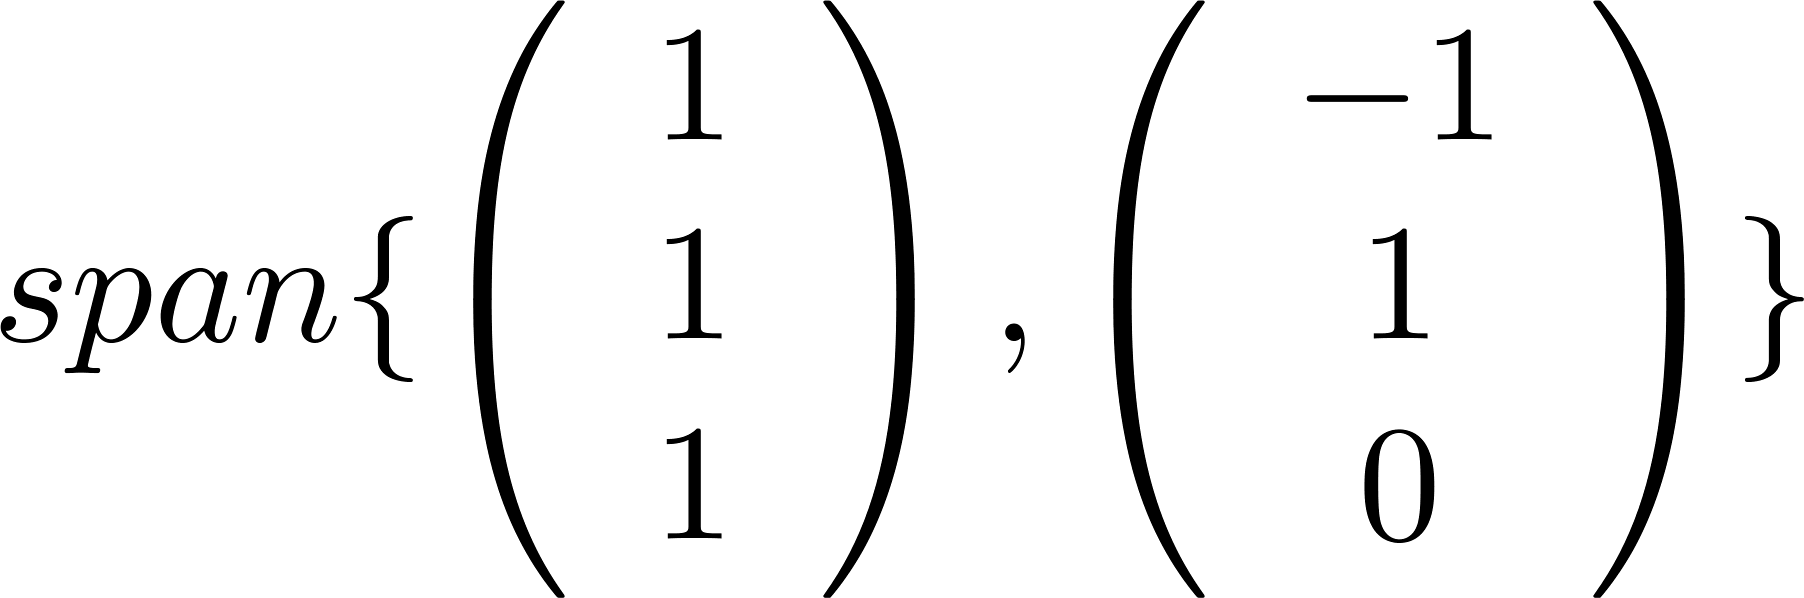 span{(1 1 1), (−1 1 0)}